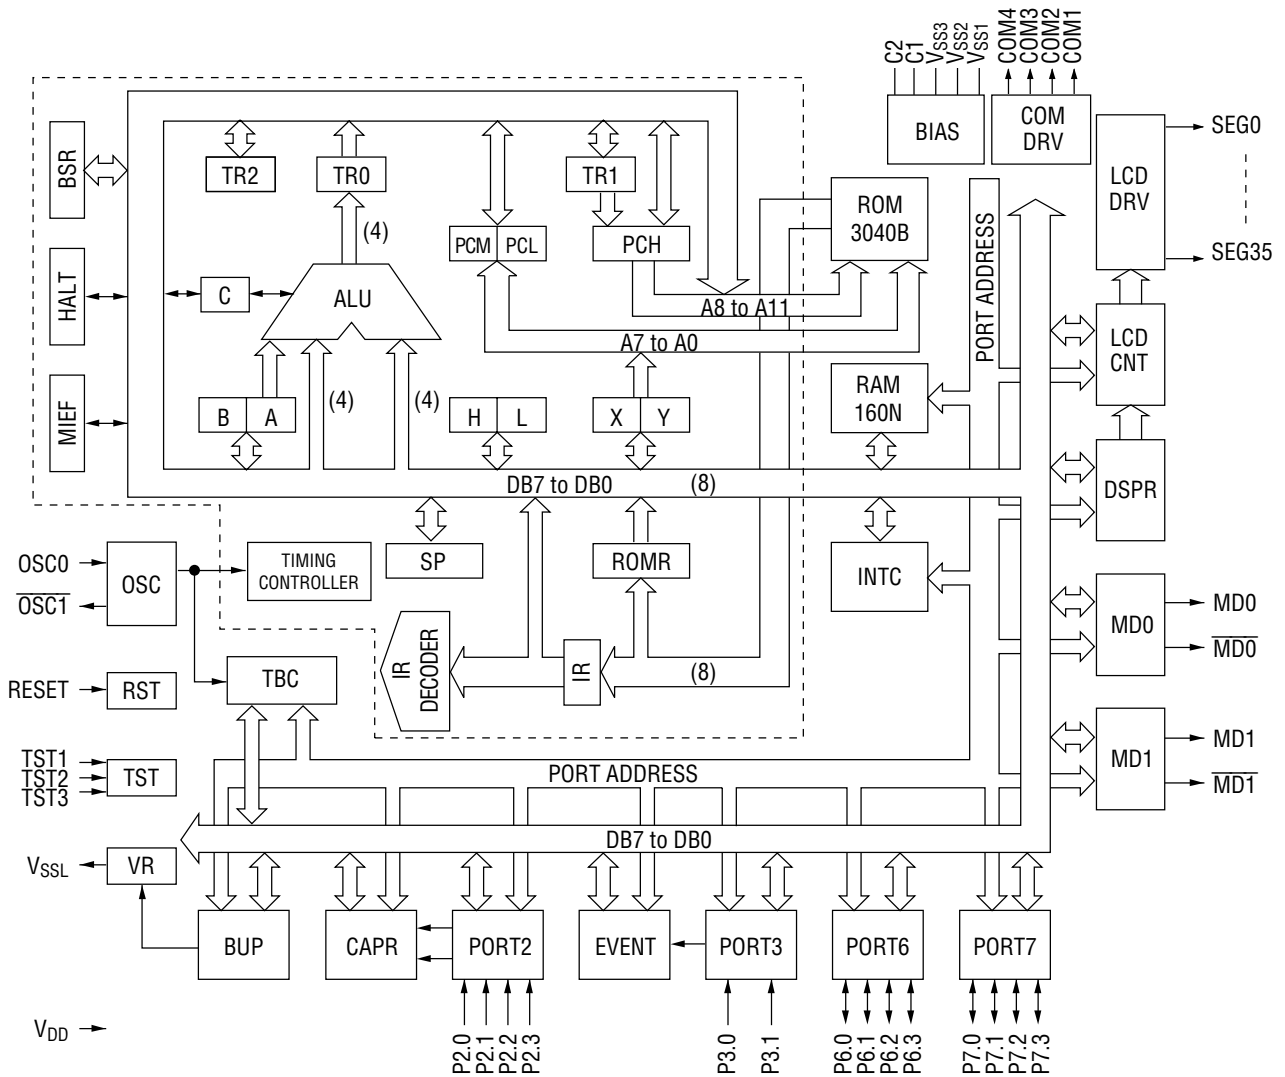 C2
C1
VSS3
VSS2
VSS1
COM4
COM3
COM2
COM1
BIAS
COM
DRV
LCD
DRV
SEG0
SEG35
BSR
TR2
TR0
TR1
(4)
PCM
PCL
PCH
ROM
3040B
PORT ADDRESS
HALT
C
ALU
A8 to A11
A7 to A0
LCD
CNT
MIEF
B
A
(4)
(4)
H
L
X
Y
RAM
160N
DB7 to DB0
(8)
DSPR
OSC0
OSC1
OSC
TIMING
CONTROLLER
SP
ROMR
INTC
MD0
MD0
MD0
IR
DECODER
IR
(8)
RESET
RST
TBC
TST1
TST2
TST3
TST
PORT ADDRESS
MD1
MD1
MD1
DB7 to DB0
VSSL
VR
BUP
CAPR
PORT2
EVENT
PORT3
PORT6
PORT7
VDD
P2.0
P2.1
P2.2
P2.3
P3.0
P3.1
P6.0
P6.1
P6.2
P6.3
P7.0
P7.1
P7.2
P7.3